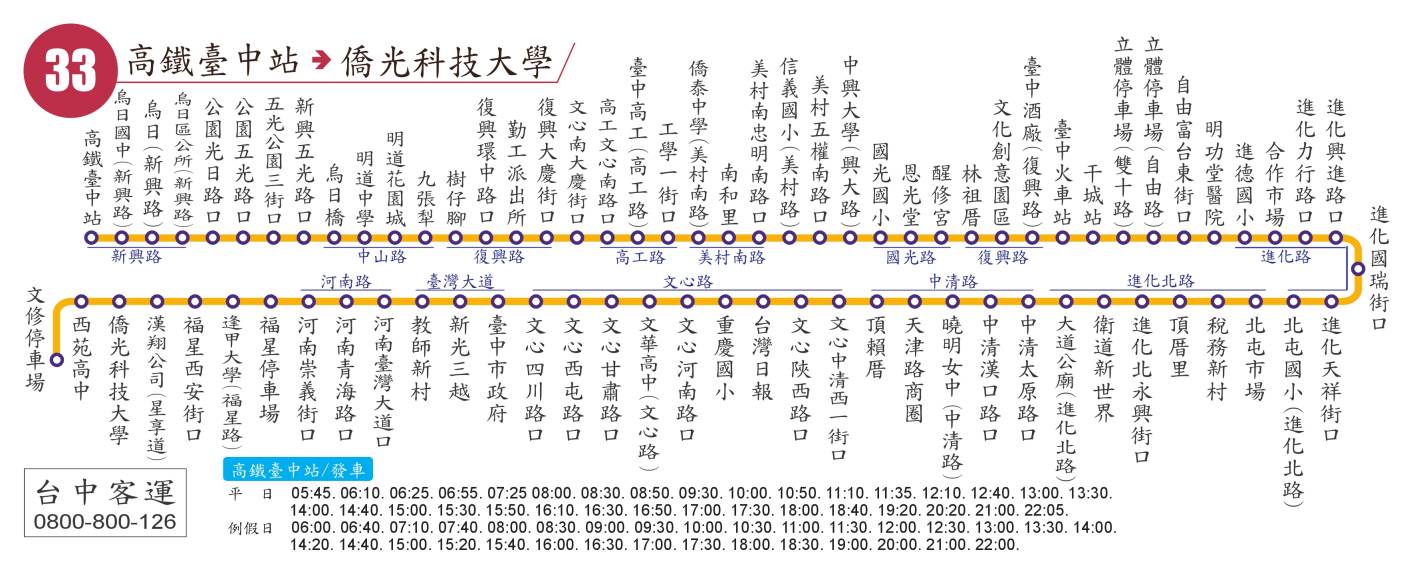 33
高鐵臺中站➔僑光科技大學
高鐵臺中站
烏日國中(新興路)
烏日(新興路)
烏日區公所(新興路)
公園光日路口
公園五光路口
五光公園三街口
新興五光路口
烏日橋
明道中學
明道花園城
九張犁
樹仔腳
復興環中路口
勤工派出所
復興大慶街口
文心南大慶街口
高工文心南路口
臺中高工(高工路)
工學一街口
僑泰中學(美村南路)
南和里
美村南忠明南路口
信義國小(美村路)
美村五權南路口
中興大學(興大路)
國光國小
恩光堂
醒修宮
林祖厝
文化創意園區
臺中酒廠(復興路)
臺中火車站
干城站
立體停車場(雙十路)
立體停車場(自由路)
自由富台東街口
明功堂醫院
進德國小
合作市場
進化力行路口
進化興進路口
新興路
中山路
復興路
高工路
美村南路
國光路
復興路
進化路
進化國瑞街口
河南路
臺灣大道
文心路
中清路
進化北路
文修停車場
西苑高中
僑光科技大學
漢翔公司(星享道)
福星西安街口
逢甲大學(福星路)
福星停車場
河南崇義街口
河南青海路口
河南臺灣大道口
教師新村
新光三越
臺中市政府
文心四川路口
文心西屯路口
文心甘肅路口
文華高中(文心路)
文心河南路口
重慶國小
台灣日報
文心陝西路口
文心中清西一街口
頂賴厝
天津路商圈
曉明女中(中清路)
中清漢口路口
中清太原路口
大道公廟(進化北路)
衛道新世界
進化北永興街口
頂厝里
稅務新村
北屯市場
北屯國小(進化北路)
進化天祥街口
高鐵臺中站/發車
平 日 05:45. 06:10. 06:25. 06:55. 07:25 08:00. 08:30. 08:50. 09:30. 10:00. 10:50. 11:10. 11:35. 12:10. 12:40. 13:00. 13:30.
14:00. 14:40. 15:00. 15:30. 15:50. 16:10. 16:30. 16:50. 17:00. 17:30. 18:00. 18:40. 19:20. 20:20. 21:00. 22:05.
例假日 06:00. 06:40. 07:10. 07:40. 08:00. 08:30. 09:00. 09:30. 10:00. 10:30. 11:00. 11:30. 12:00. 12:30. 13:00. 13:30. 14:00.
14:20. 14:40. 15:00. 15:20. 15:40. 16:00. 16:30. 17:00. 17:30. 18:00. 18:30. 19:00. 20:00. 21:00. 22:00.
台中客運
0800-800-126